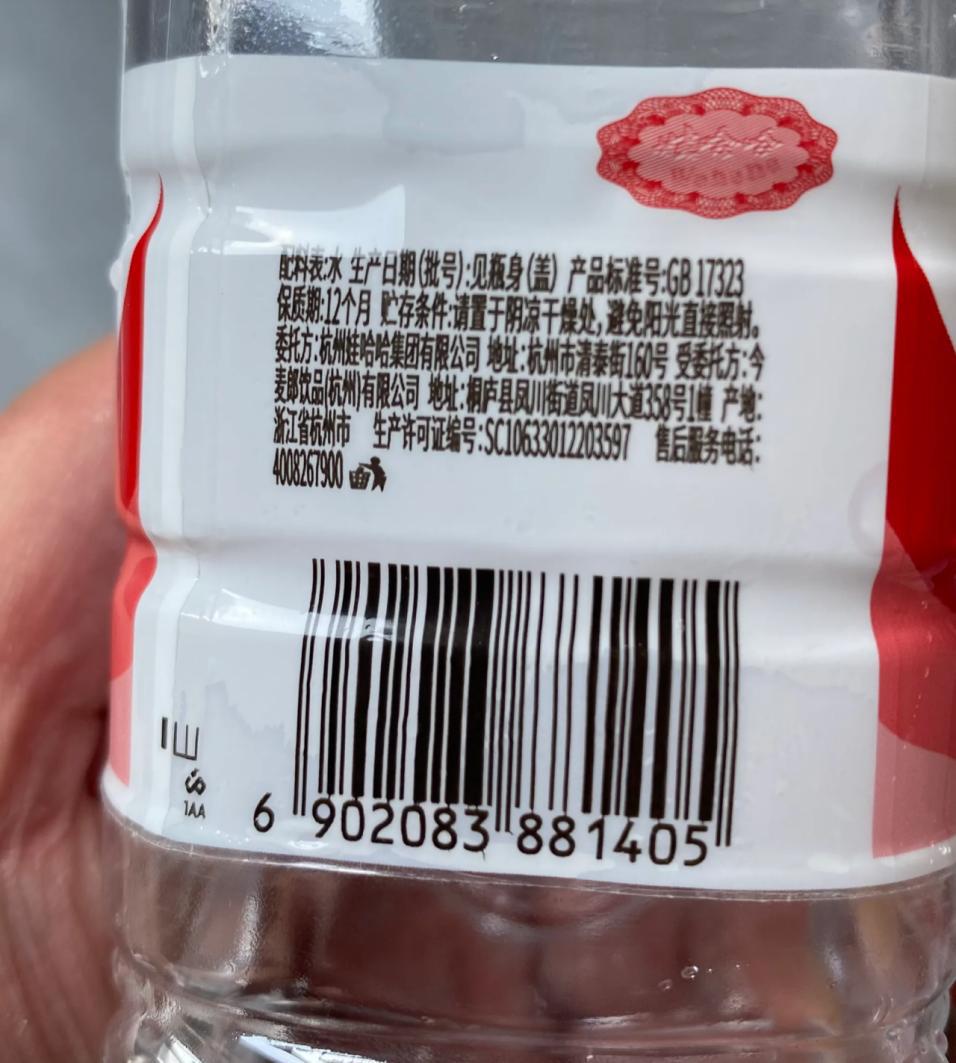 哇哈哈
WaHaHa
配料表:水 生产日期(批号):见瓶身(盖) 产品标准号:GB 17323
保质期:12个月 贮存条件:请置于阴凉干燥处,避免阳光直接照射。
委托方:杭州娃哈哈集团有限公司 地址:杭州市清泰街160号 受委托方:今
麦郎饮品(杭州)有限公司 地址:桐庐县凤川街道凤川大道358号1幢 产地:
浙江省杭州市 生产许可证编号:SC10633012203597 售后服务电话:
4008267900
1AA
6 902083 881405